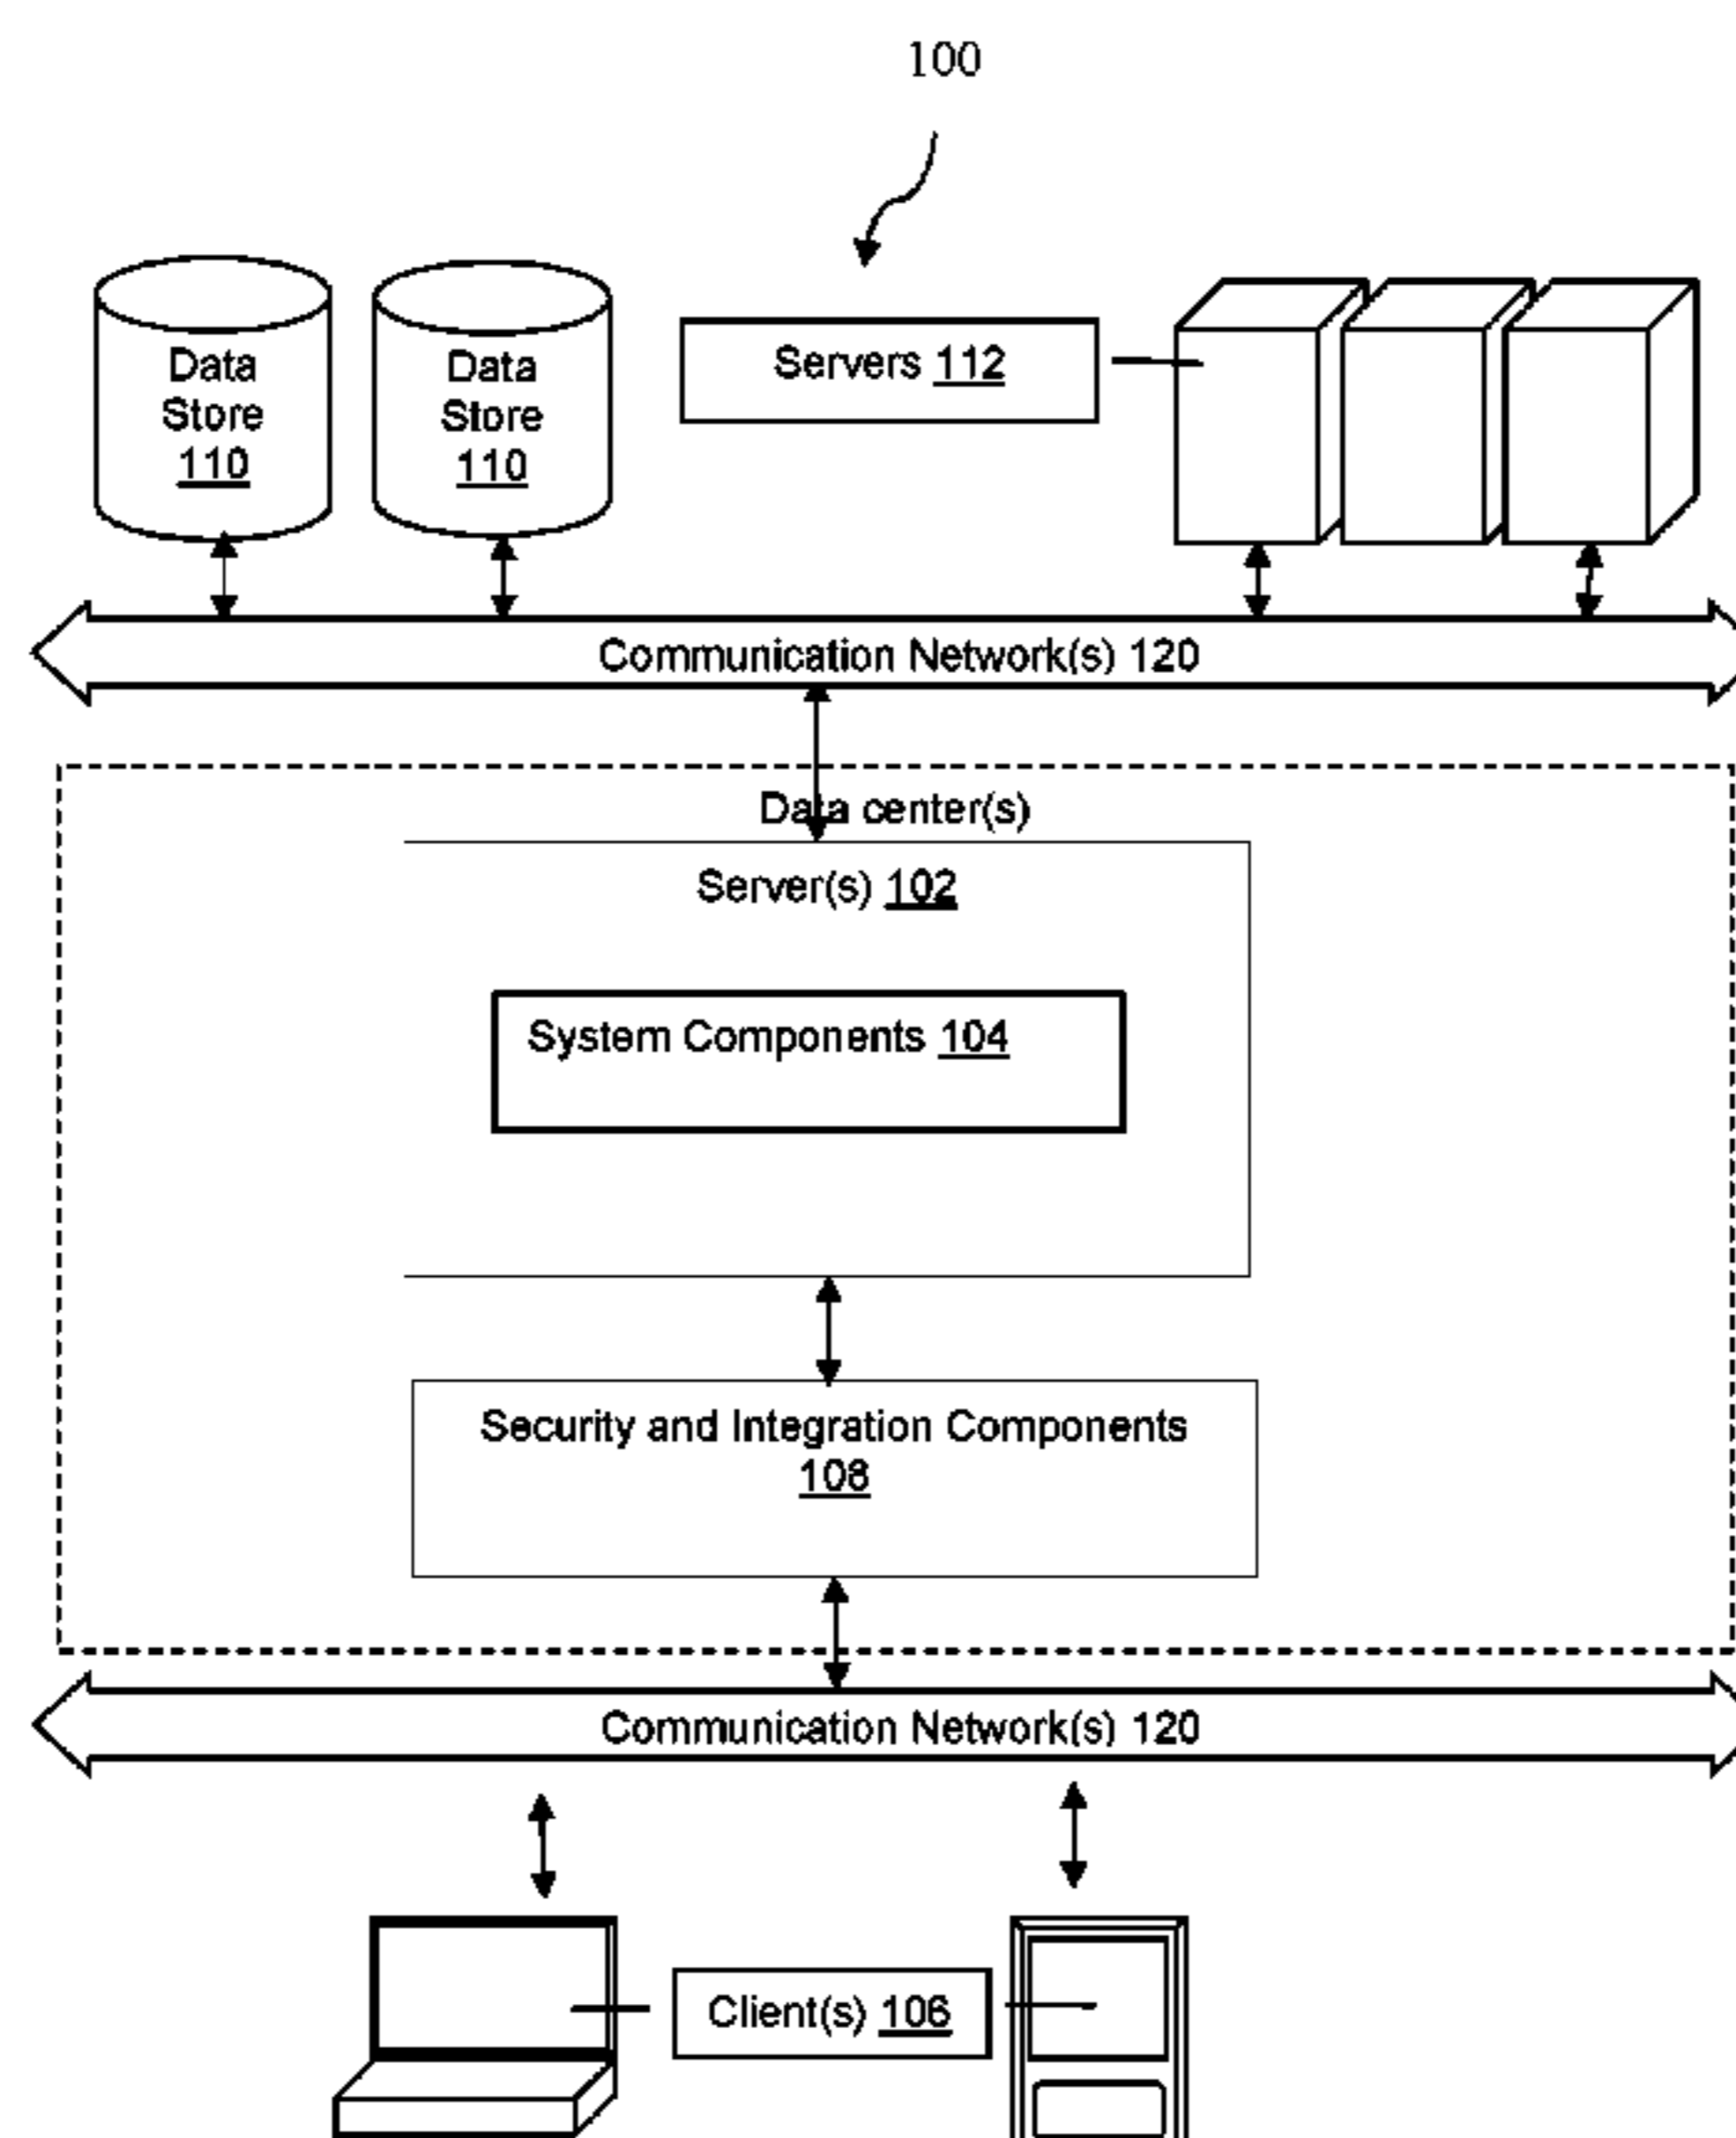 100
Data
Store
110
Data
Store
110
Servers 112
Communication Network(s) 120
Data center(s)
Server(s) 102
System Components 104
Security and Integration Components
108
Communication Network(s) 120
Client(s) 106